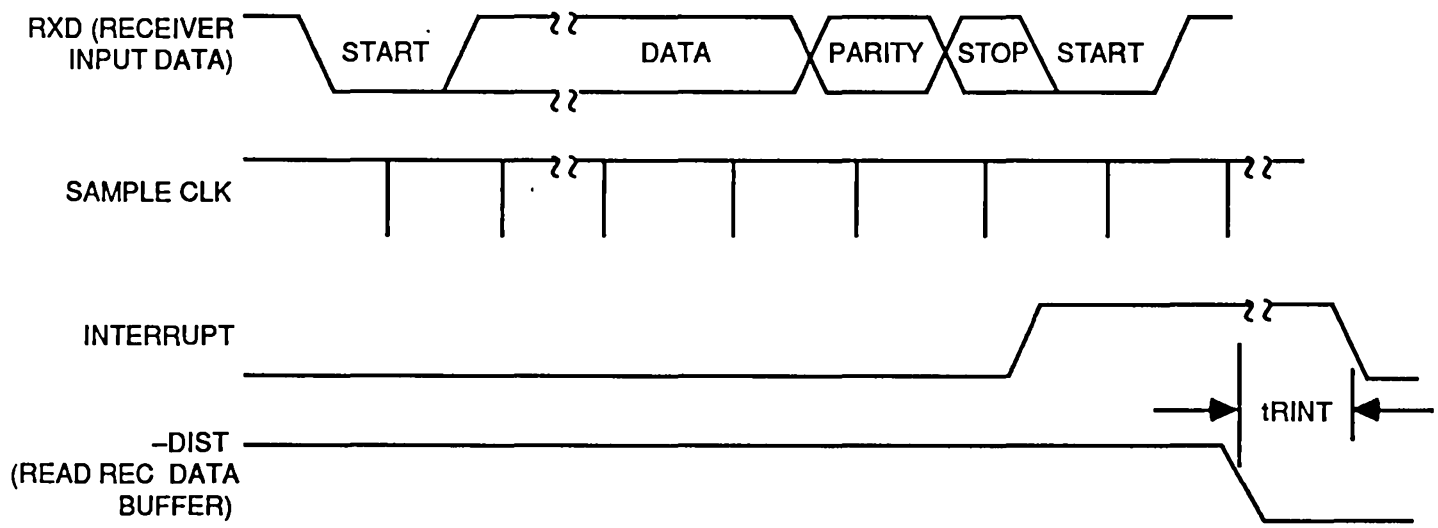 RXD (RECEIVER
INPUT DATA)
START
DATA
PARITY
STOP
START
SAMPLE CLK
INTERRUPT
tRINT
–DIST
(READ REC DATA
BUFFER)